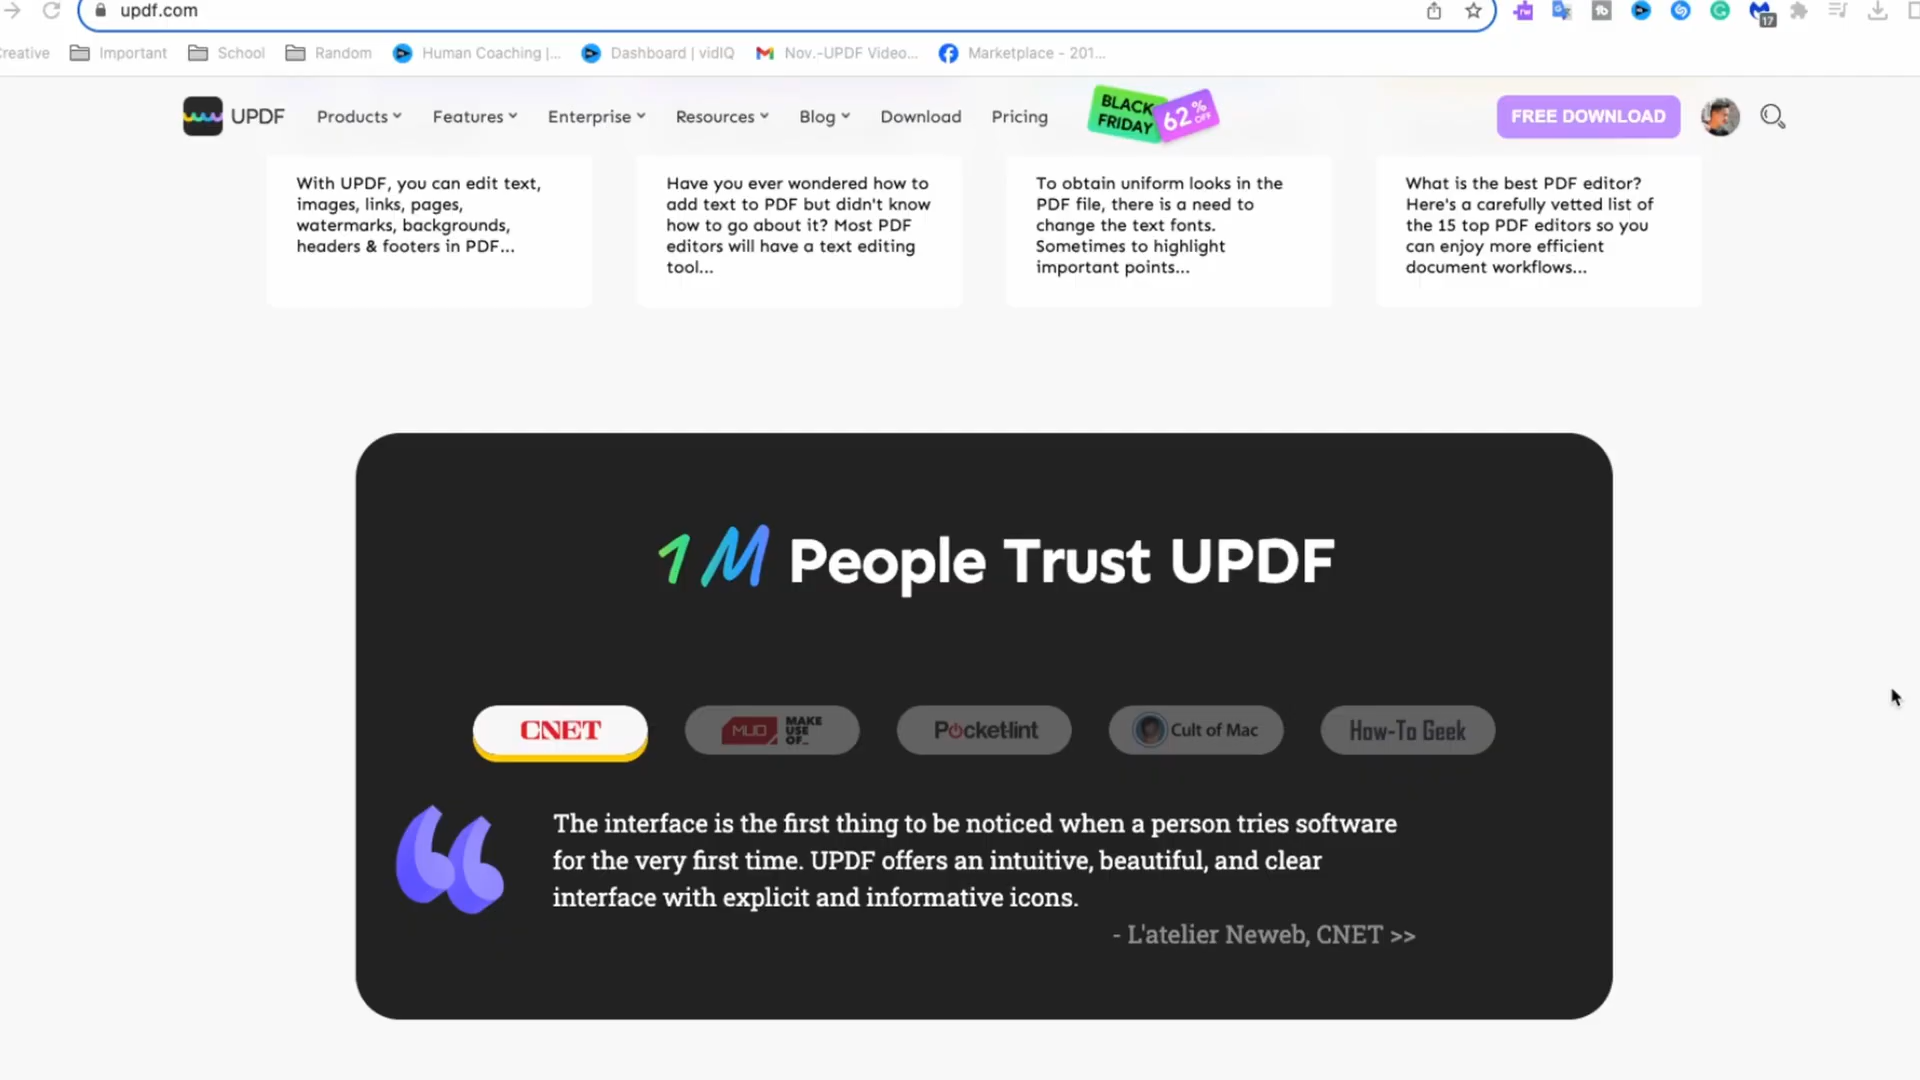 updf.com
17
reative
Important
School
Random
Human Coaching |...
Dashboard | vidIQ
Nov.-UPDF Video...
Marketplace - 201...
UPDF
Products
Features
Enterprise
Resources
Blog
Download
Pricing
BLACK
FRIDAY
62%
OFF
FREE DOWNLOAD
With UPDF, you can edit text,
images, links, pages,
watermarks, backgrounds,
headers & footers in PDF...
Have you ever wondered how to
add text to PDF but didn't know
how to go about it? Most PDF
editors will have a text editing
tool...
To obtain uniform looks in the
PDF file, there is a need to
change the text fonts.
Sometimes to highlight
important points...
What is the best PDF editor?
Here's a carefully vetted list of
the 15 top PDF editors so you
can enjoy more efficient
document workflows...
1 M People Trust UPDF
CNET
MUO
MAKE
USE
OF_
Pocket-lint
Cult of Mac
How-To Geek
The interface is the first thing to be noticed when a person tries software
for the very first time. UPDF offers an intuitive, beautiful, and clear
interface with explicit and informative icons.
- L'atelier Neweb, CNET >>